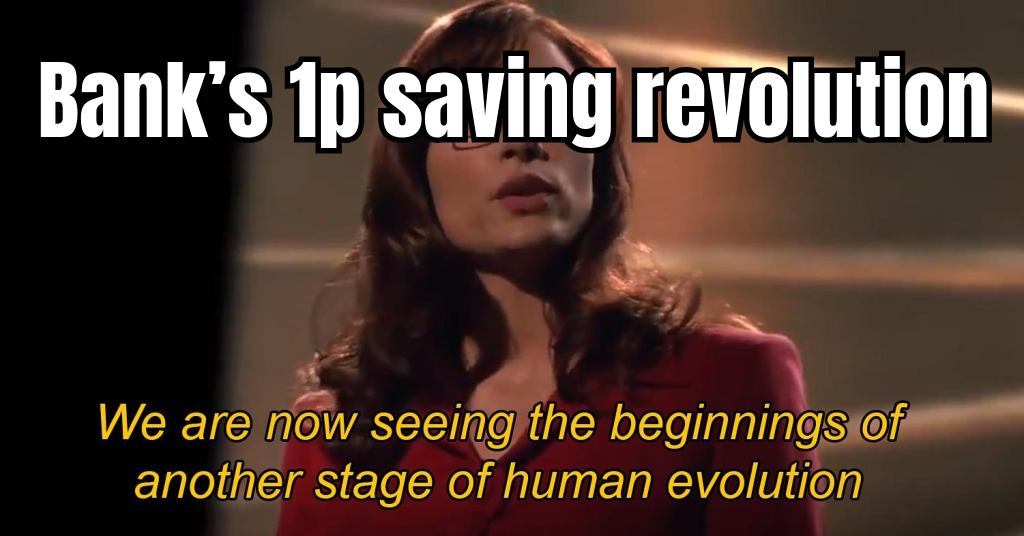 Bank’s 1p saving revolution
We are now seeing the beginnings of
another stage of human evolution